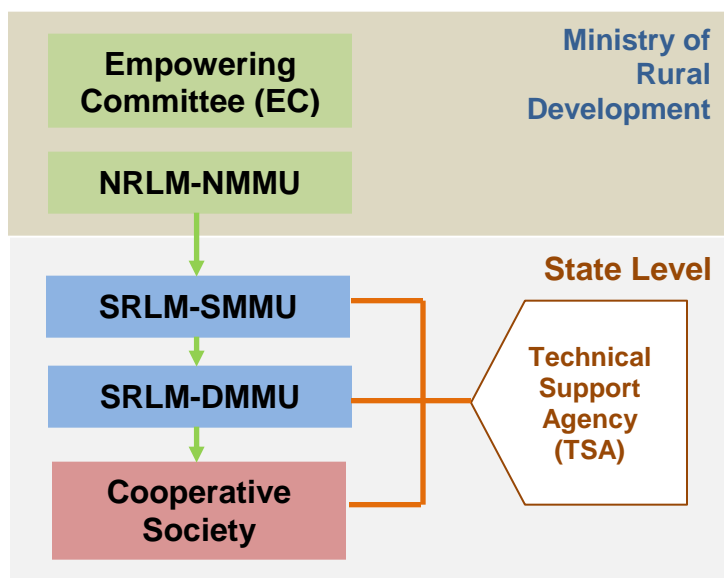 Empowering
Committee (EC)
Ministry of
Rural
Development
NRLM-NMMU
State Level
SRLM-SMMU
SRLM-DMMU
Technical
Support
Agency
(TSA)
Cooperative
Society